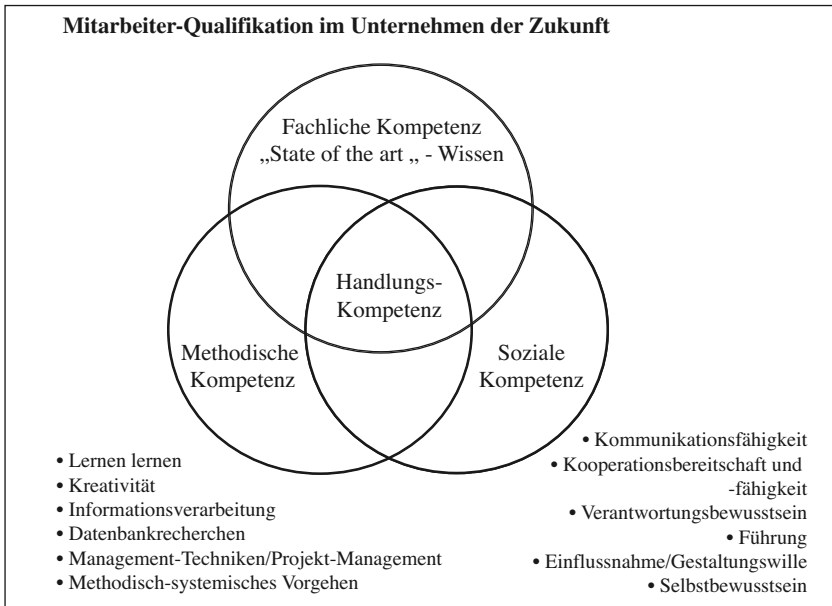 Mitarbeiter-Qualifikation im Unternehmen der Zukunft
Fachliche Kompetenz
„State of the art „ - Wissen
Handlungs-
Kompetenz
Methodische
Kompetenz
Soziale
Kompetenz
• Lernen lernen
• Kreativität
• Informationsverarbeitung
• Datenbankrecherchen
• Management-Techniken/Projekt-Management
• Methodisch-systemisches Vorgehen
• Kommunikationsfähigkeit
• Kooperationsbereitschaft und
-fähigkeit
• Verantwortungsbewusstsein
• Führung
• Einflussnahme/Gestaltungswille
• Selbstbewusstsein